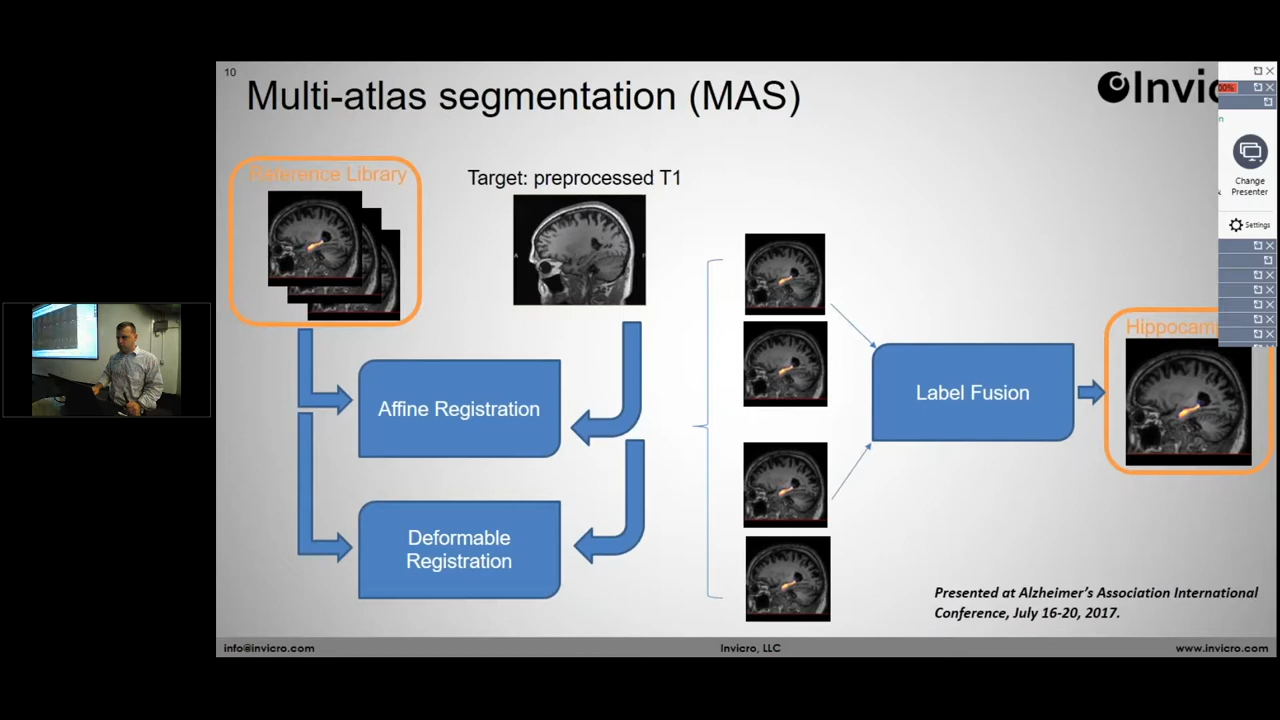 10
Multi-atlas segmentation (MAS)
Invic
00%
n
Change
Presenter
Settings
Reference Library
Target: preprocessed T1
Affine Registration
Deformable
Registration
Label Fusion
Hippocam
Presented at Alzheimer's Association International
Conference, July 16-20, 2017.
info@invicro.com
Invicro, LLC
www.invicro.com